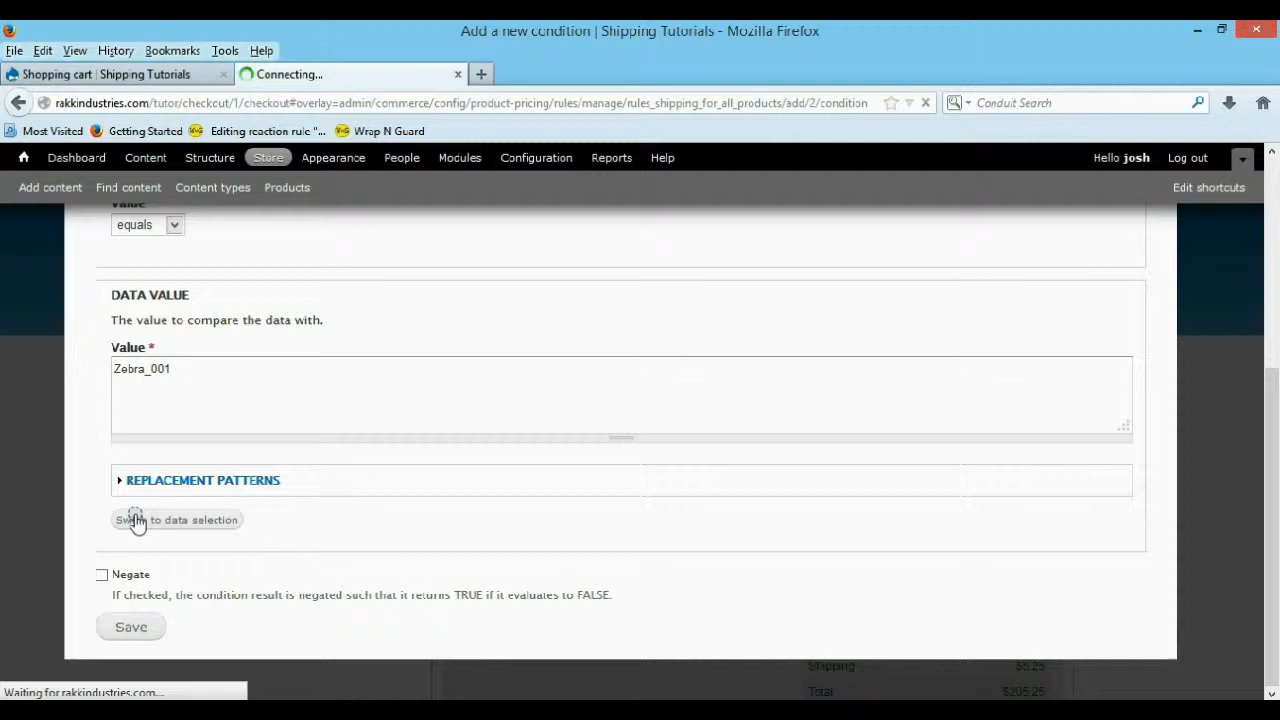 Add a new condition | Shipping Tutorials - Mozilla Firefox
File Edit View History Bookmarks Tools Help
Shopping cart | Shipping Tutorials × Connecting... ×
rakkindustries.com/tutor/checkout/1/checkout#overlay=admin/commerce/config/product-pricing/rules/manage/rules_shipping_for_all_products/add/2/condition Conduit Search
Most Visited Getting Started Editing reaction rule "... Wrap N Guard
Dashboard Content Structure Store Appearance People Modules Configuration Reports Help Hello josh Log out
Add content Find content Content types Products Edit shortcuts
Value
equals
DATA VALUE
The value to compare the data with.
Value *
Zebra_001
REPLACEMENT PATTERNS
to data selection
Negate
If checked, the condition result is negated such that it returns TRUE if it evaluates to FALSE.
Save
Shipping $5.25
Total $205.25
Waiting for rakkindustries.com...